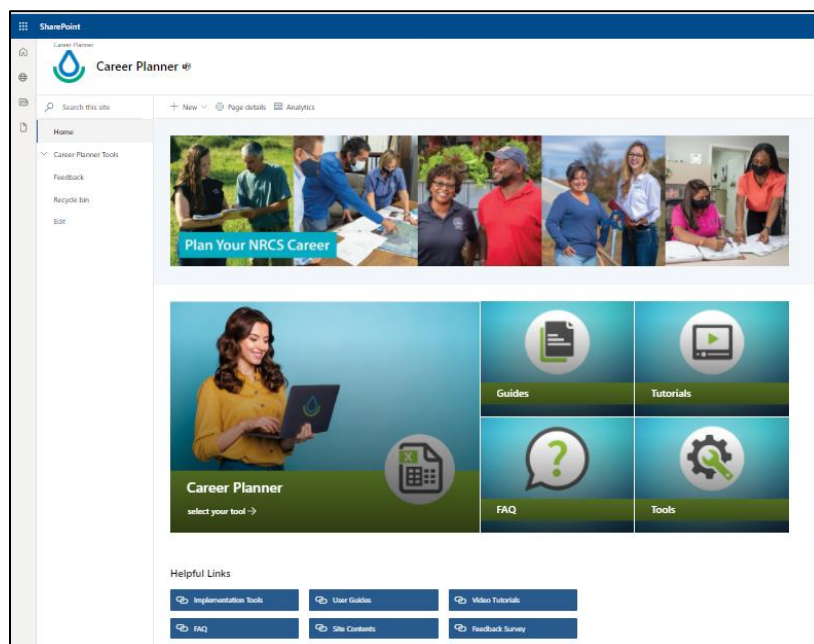 SharePoint
Career Planner
Career Planner
Search this site
+ New Page details Analytics
Home
Career Planner Tools
Feedback
Recycle bin
Edit
Plan Your NRCS Career
Guides
Tutorials
Career Planner
select your tool →
FAQ
Tools
Helpful Links
Implementation Tools
User Guides
Video Tutorials
FAQ
Site Contents
Feedback Survey